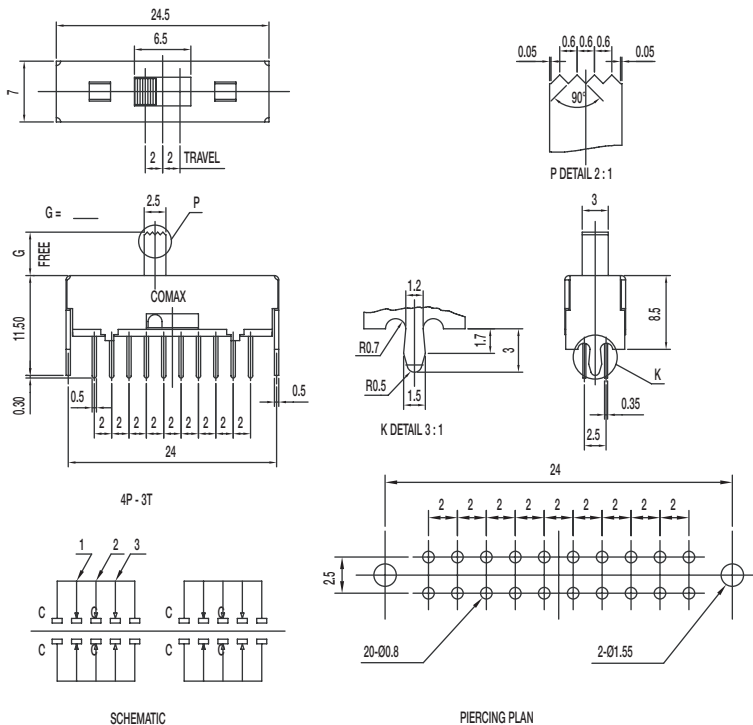 24.5
6.5
7
2 2 TRAVEL
0.05 0.6 0.6 0.6 0.05
90°
P DETAIL 2 : 1
G = ____
2.5
P
G
FREE
COMAX
11.50
0.30
0.5
0.5
2 2 2 2 2 2 2 2 2
24
1.2
R0.7
1.7
3
R0.5
1.5
K DETAIL 3 : 1
3
8.5
K
0.35
2.5
4P - 3T
1 2 3
C G C G
C G C G
SCHEMATIC
24
2 2 2 2 2 2 2 2 2
2.5
20-Ø0.8
2-Ø1.55
PIERCING PLAN